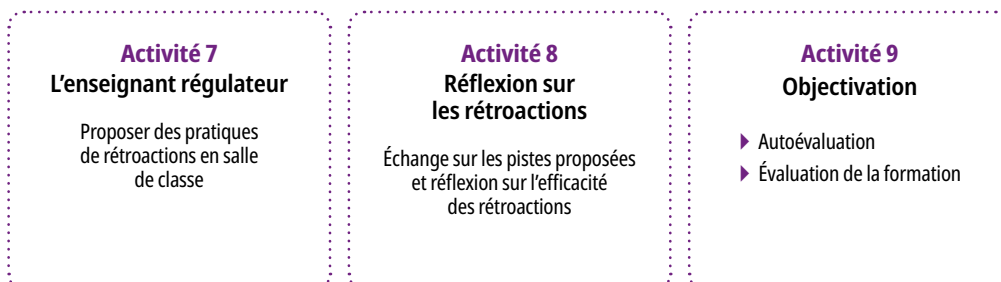 Activité 7
L'enseignant régulateur
Proposer des pratiques
de rétroactions en salle
de classe
Activité 8
Réflexion sur
les rétroactions
Échange sur les pistes proposées
et réflexion sur l'efficacité
des rétroactions
Activité 9
Objectivation
Autoévaluation
Évaluation de la formation